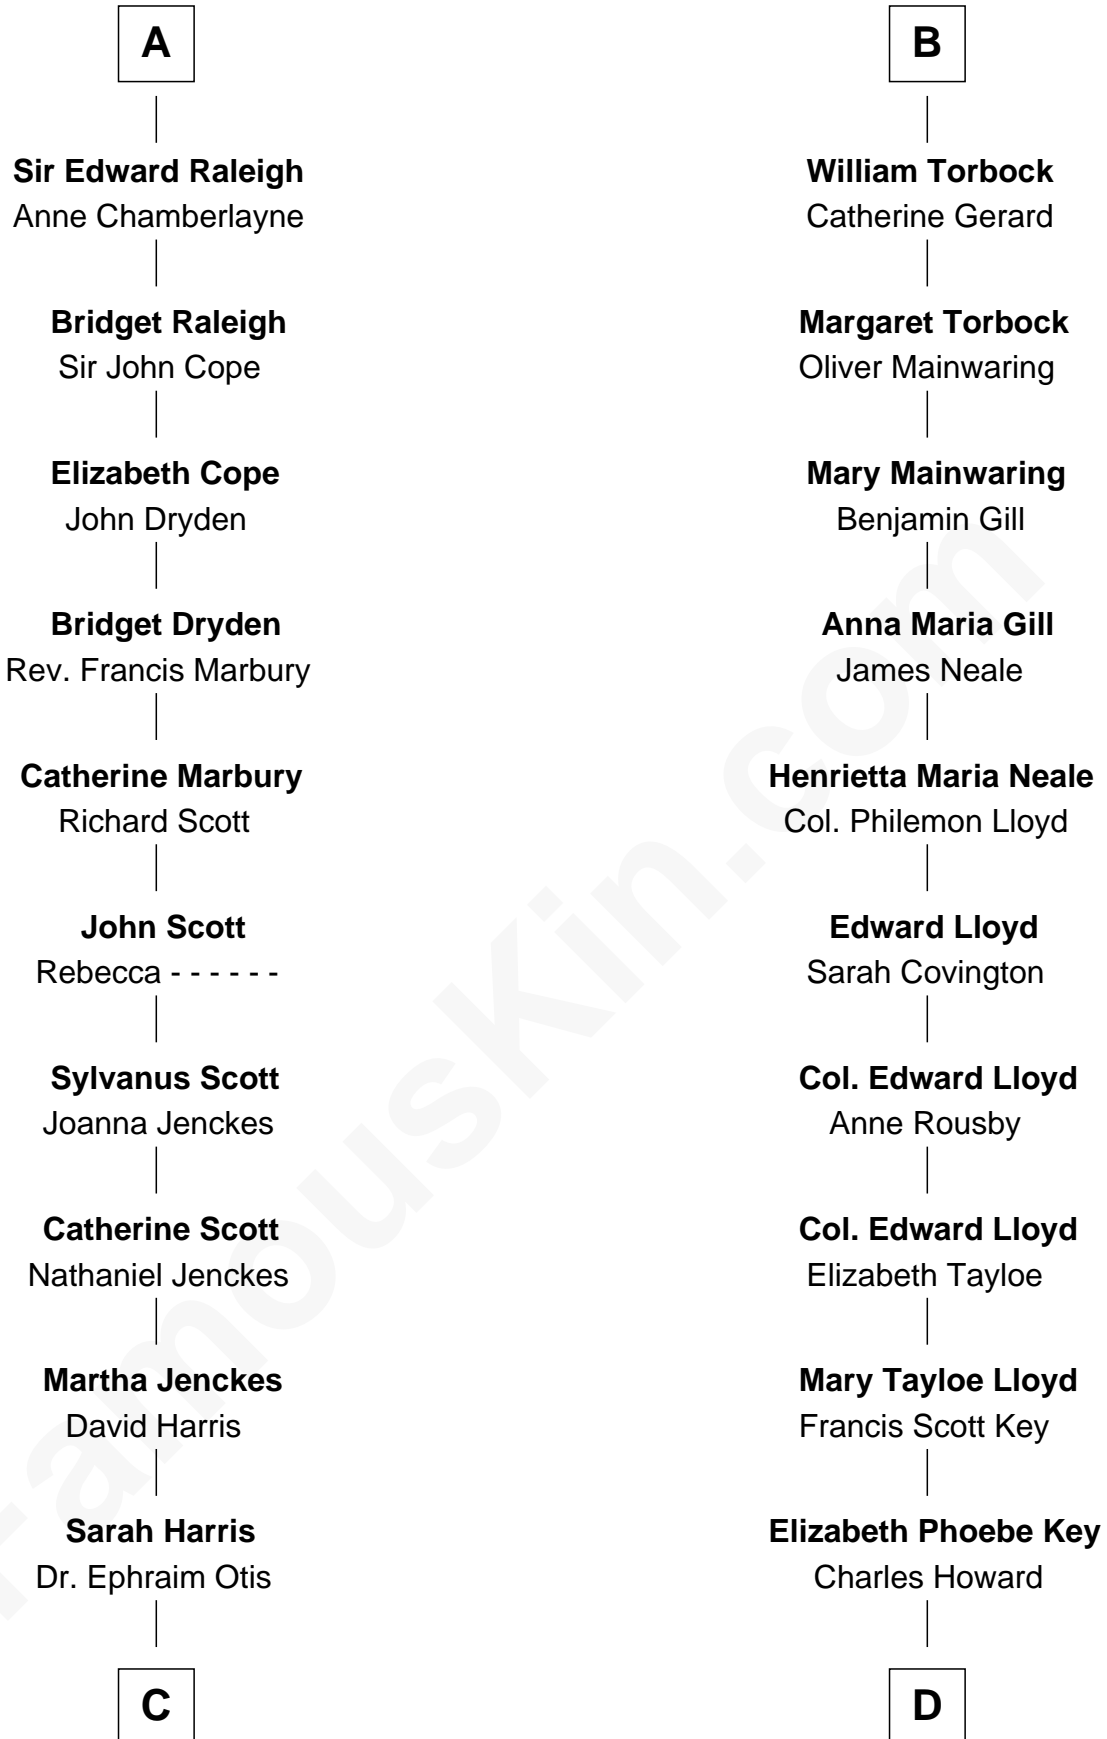 A
Sir Edward Raleigh
Anne Chamberlayne
Bridget Raleigh
Sir John Cope
Elizabeth Cope
John Dryden
Bridget Dryden
Rev. Francis Marbury
Catherine Marbury
Richard Scott
John Scott
Rebecca - - - - - -
Sylvanus Scott
Joanna Jenckes
Catherine Scott
Nathaniel Jenckes
Martha Jenckes
David Harris
Sarah Harris
Dr. Ephraim Otis
C
B
William Torbock
Catherine Gerard
Margaret Torbock
Oliver Mainwaring
Mary Mainwaring
Benjamin Gill
Anna Maria Gill
James Neale
Henrietta Maria Neale
Col. Philemon Lloyd
Edward Lloyd
Sarah Covington
Col. Edward Lloyd
Anne Rousby
Col. Edward Lloyd
Elizabeth Tayloe
Mary Tayloe Lloyd
Francis Scott Key
Elizabeth Phoebe Key
Charles Howard
D
FamousKin.com